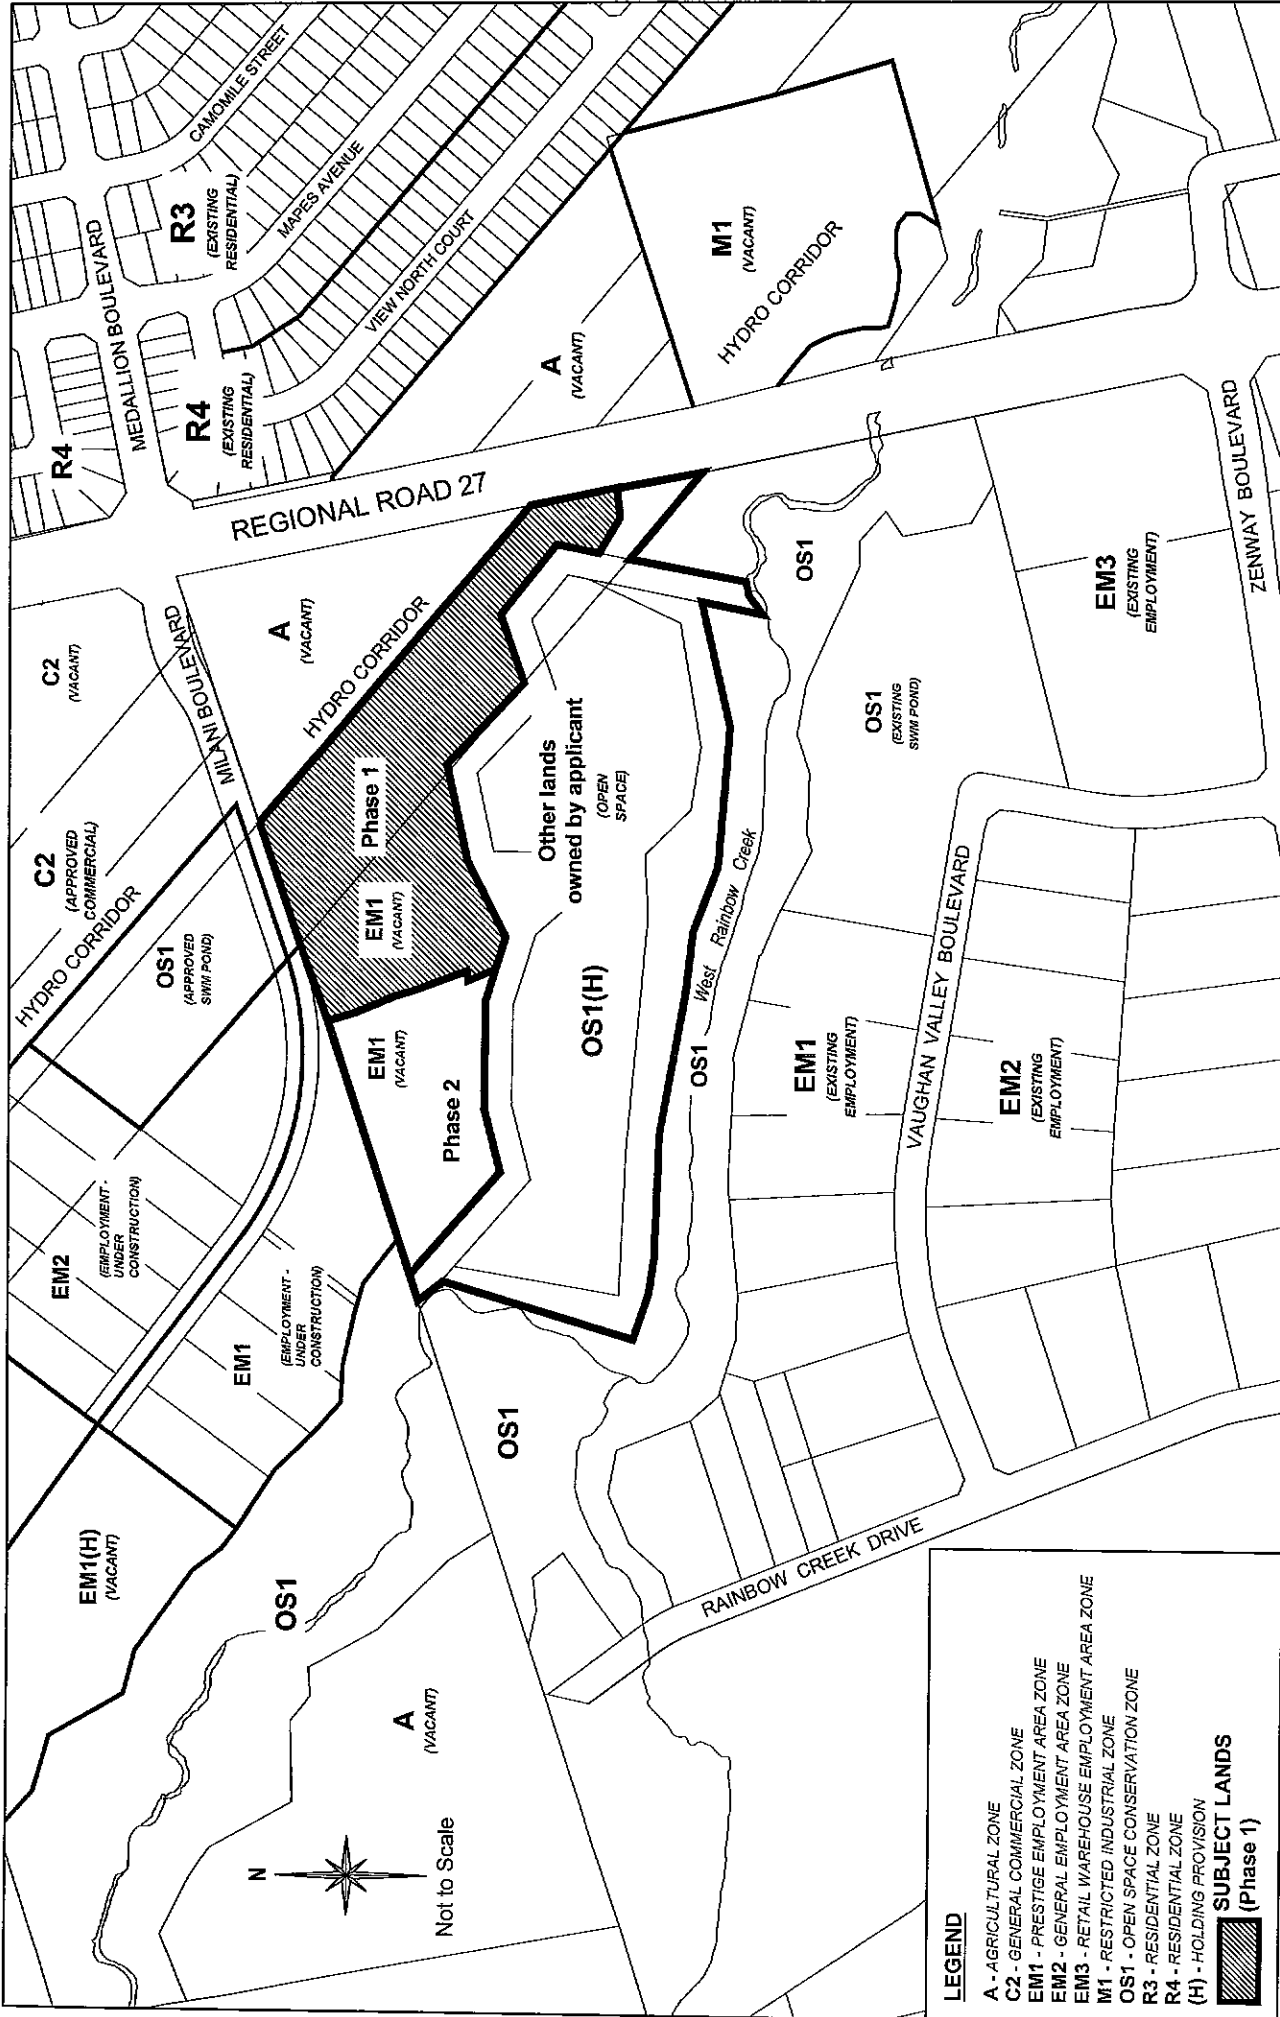 CAMOMILE STREET
R3
(EXISTING
RESIDENTIAL)
MAPES AVENUE
MEDALLION BOULEVARD
VIEW NORTH COURT
R4
R4
(EXISTING
RESIDENTIAL)
A
(VACANT)
M1
(VACANT)
HYDRO CORRIDOR
REGIONAL ROAD 27
C2
(VACANT)
MILANI BOULEVARD
A
(VACANT)
HYDRO CORRIDOR
C2
(APPROVED
COMMERCIAL)
HYDRO CORRIDOR
OS1
(APPROVED
SWM POND)
Phase 1
EM1
(VACANT)
Other lands
owned by applicant
(OPEN
SPACE)
OS1
OS1
(EXISTING
SWM POND)
EM3
(EXISTING
EMPLOYMENT)
ZENWAY BOULEVARD
EM1
(VACANT)
Phase 2
OS1(H)
West Rainbow Creek
OS1
EM1
(EXISTING
EMPLOYMENT)
VAUGHAN VALLEY BOULEVARD
EM2
(EXISTING
EMPLOYMENT)
EM2
(EMPLOYMENT -
UNDER
CONSTRUCTION)
EM1
(EMPLOYMENT -
UNDER
CONSTRUCTION)
OS1
EM1(H)
(VACANT)
OS1
RAINBOW CREEK DRIVE
A
(VACANT)
N
Not to Scale
LEGEND
A - AGRICULTURAL ZONE
C2 - GENERAL COMMERCIAL ZONE
EM1 - PRESTIGE EMPLOYMENT AREA ZONE
EM2 - GENERAL EMPLOYMENT AREA ZONE
EM3 - RETAIL WAREHOUSE EMPLOYMENT AREA ZONE
M1 - RESTRICTED INDUSTRIAL ZONE
OS1 - OPEN SPACE CONSERVATION ZONE
R3 - RESIDENTIAL ZONE
R4 - RESIDENTIAL ZONE
(H) - HOLDING PROVISION
SUBJECT LANDS
(Phase 1)